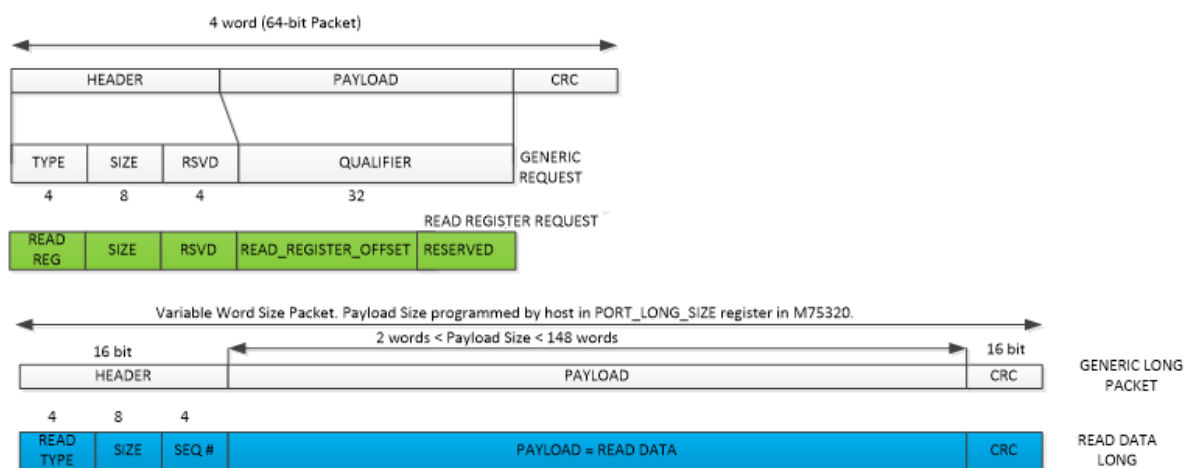 4 word (64-bit Packet)
HEADER PAYLOAD CRC
TYPE SIZE RSVD QUALIFIER GENERIC
REQUEST
4 8 4 32
READ REGISTER REQUEST
READ
REG SIZE RSVD READ_REGISTER_OFFSET RESERVED
Variable Word Size Packet. Payload Size programmed by host in PORT_LONG_SIZE register in M75320.
2 words < Payload Size < 148 words
16 bit 16 bit
HEADER PAYLOAD CRC GENERIC LONG
PACKET
4 8 4
READ
TYPE SIZE SEQ # PAYLOAD = READ DATA CRC READ DATA
LONG